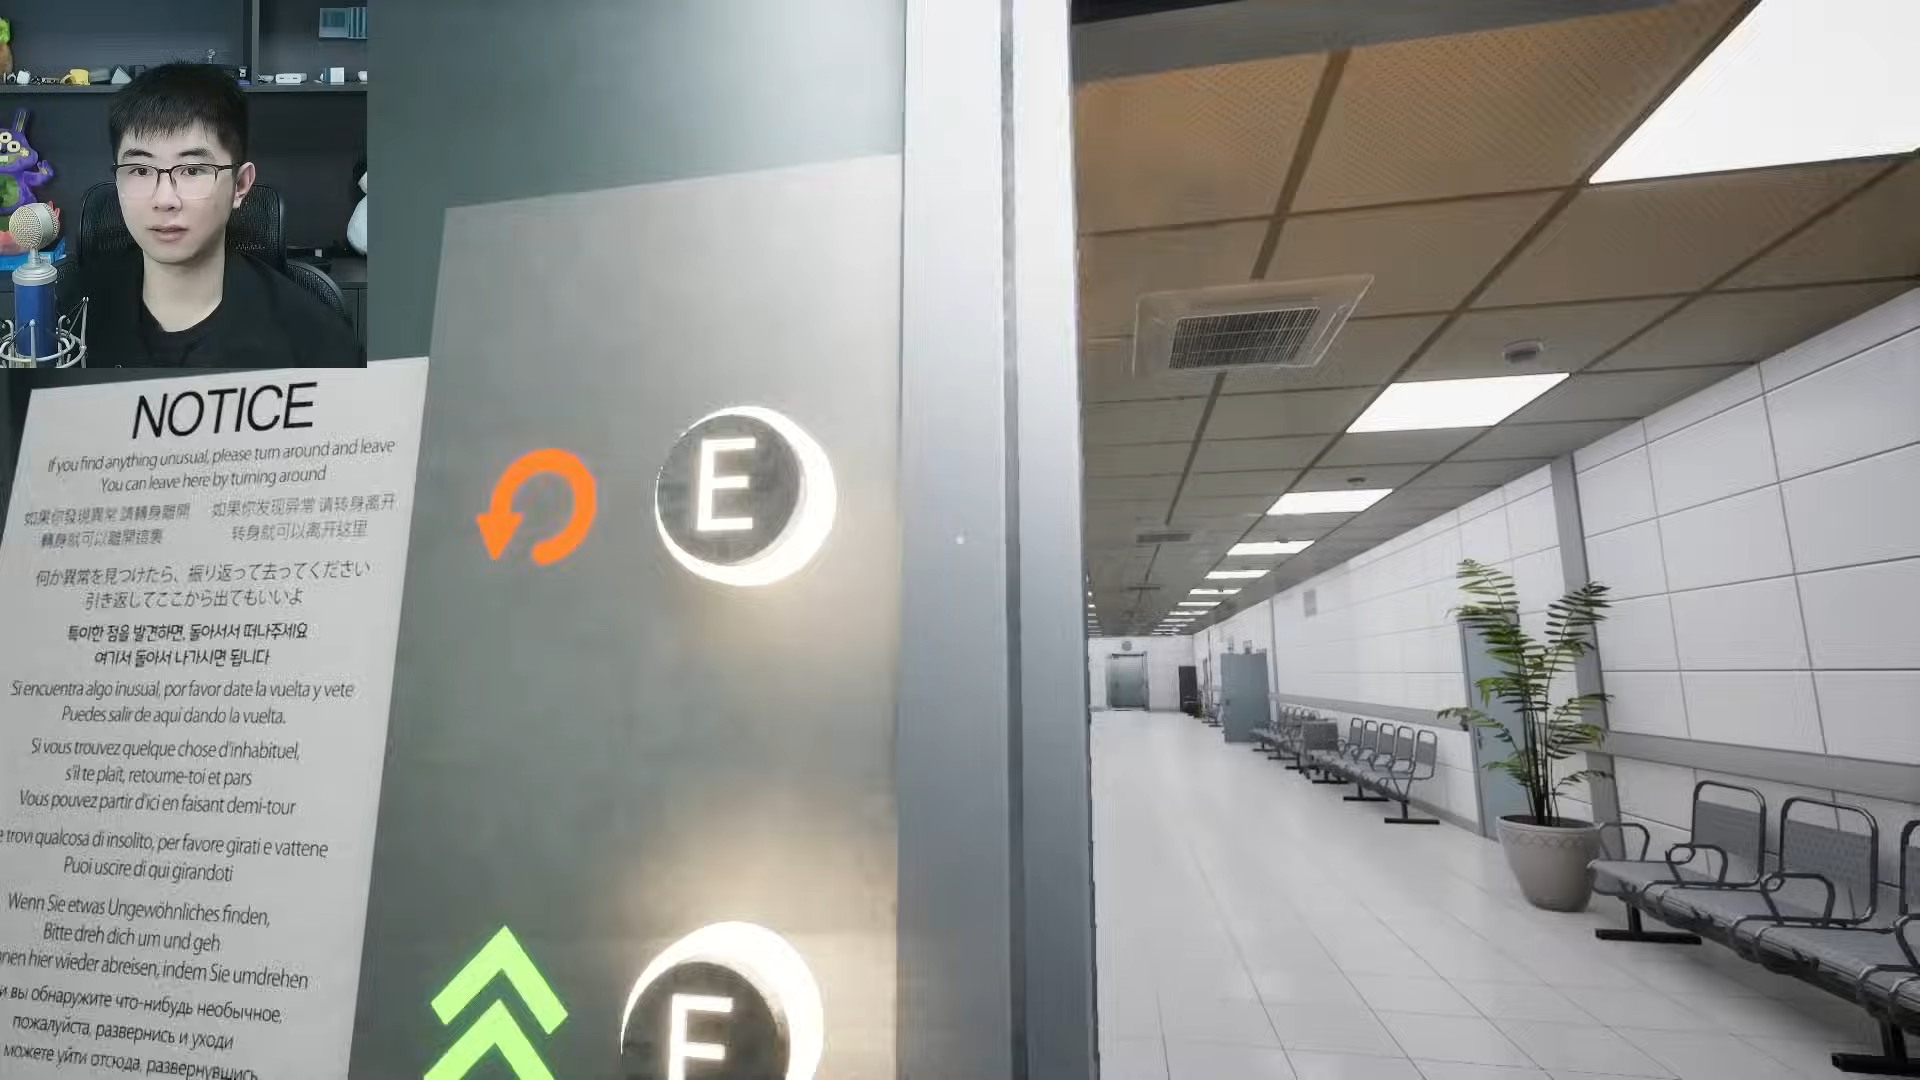 NOTICE
If you find anything unusual, please turn around and leave
You can leave here by turning around
如果你發現異常 請轉身離開
轉身就可以離開這裏
如果你发现异常 请转身离开
转身就可以离开这里
何か異常を見つけたら、振り返って去ってください
引き返してここから出てもいいよ
특이한 점을 발견하면, 돌아서서 떠나주세요
여기서 돌아서 나가시면 됩니다
Si encuentra algo inusual, por favor date la vuelta y vete
Puedes salir de aquí dando la vuelta.
Si vous trouvez quelque chose d'inhabituel,
s'il te plaît, retourne-toi et pars
Vous pouvez partir d'ici en faisant demi-tour
e trovi qualcosa di insolito, per favore girati e vattene
Puoi uscire di qui girandoti
Wenn Sie etwas Ungewöhnliches finden,
Bitte dreh dich um und geh
nnen hier wieder abreisen, indem Sie umdrehen
и вы обнаружите что-нибудь необычное,
пожалуйста, развернись и уходи
можете уйти отсюда, развернувшись
E
E